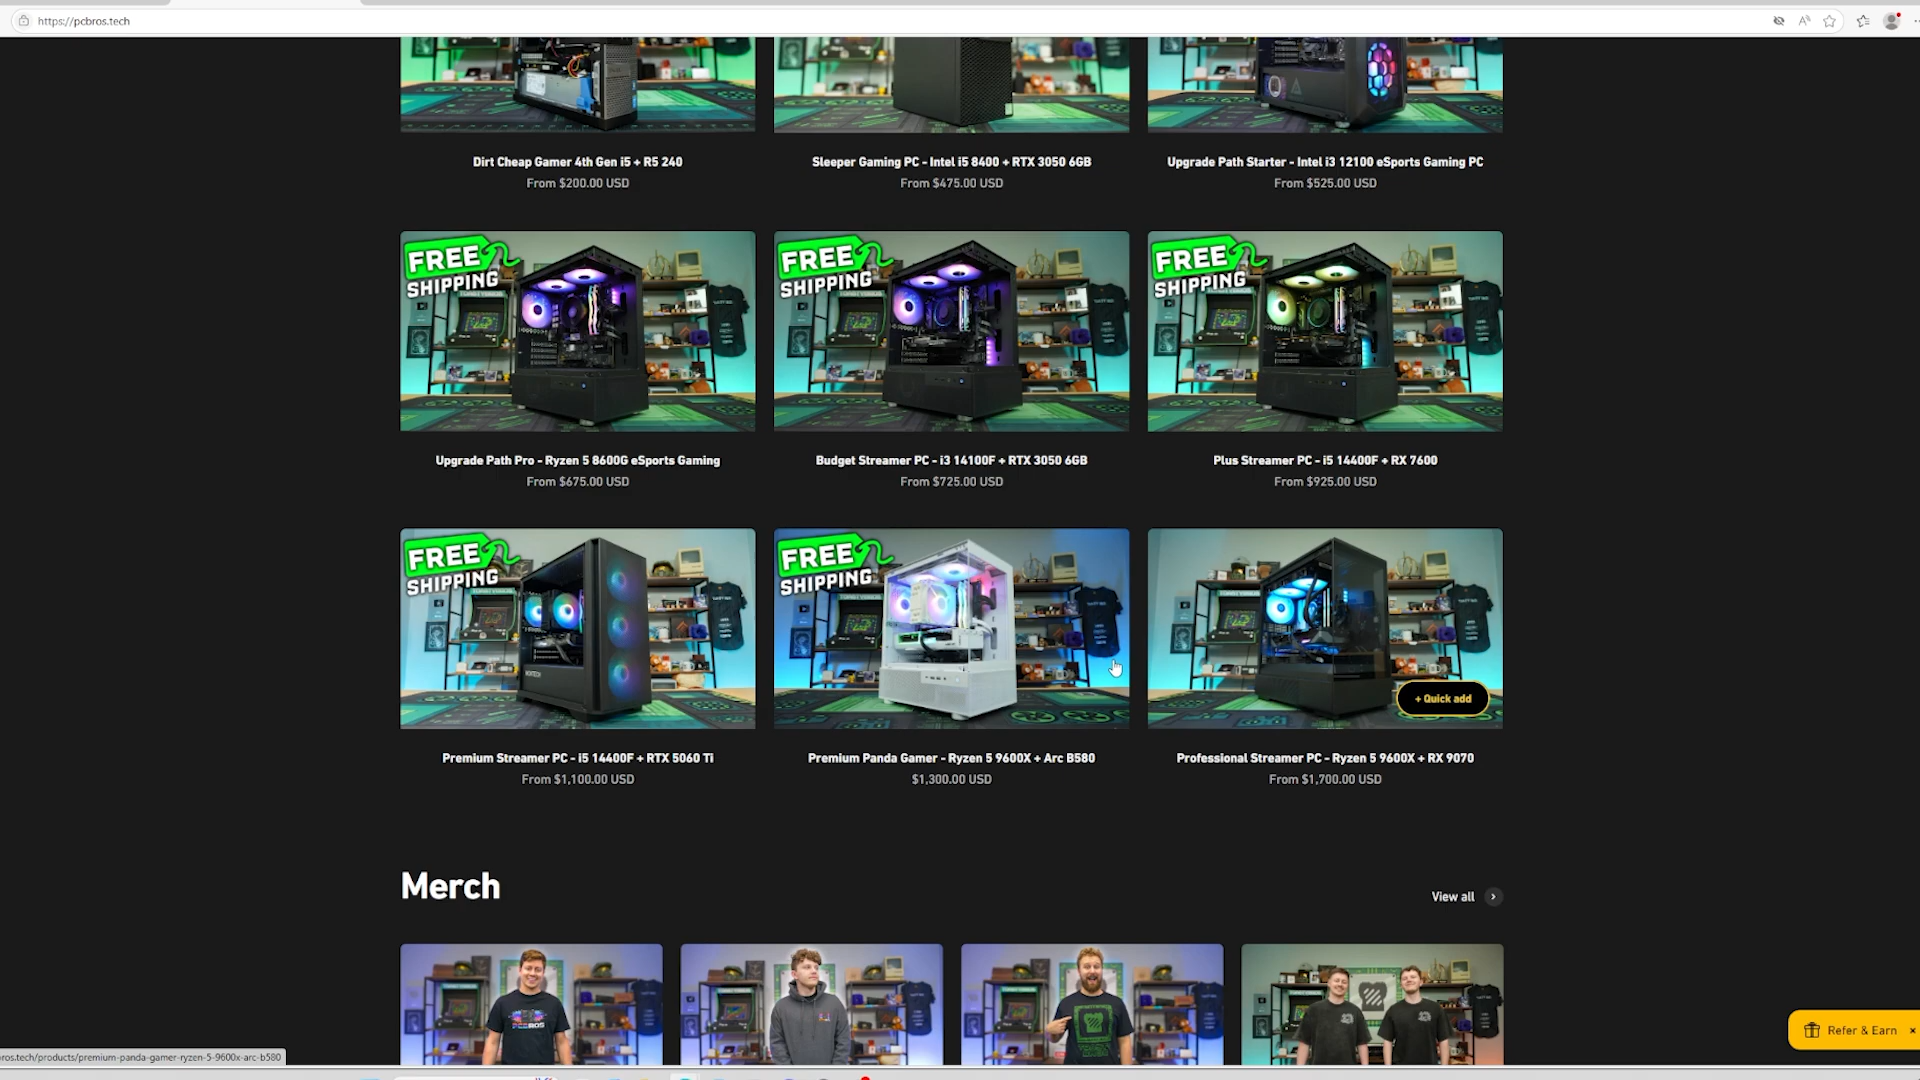 https://pcbros.tech
Dirt Cheap Gamer 4th Gen i5 + R5 240
From $200.00 USD
Sleeper Gaming PC - Intel i5 8400 + RTX 3050 6GB
From $475.00 USD
Upgrade Path Starter - Intel i3 12100 eSports Gaming PC
From $525.00 USD
FREE
SHIPPING
FREE
SHIPPING
FREE
SHIPPING
Upgrade Path Pro - Ryzen 5 8600G eSports Gaming
From $675.00 USD
Budget Streamer PC - i3 14100F + RTX 3050 6GB
From $725.00 USD
Plus Streamer PC - i5 14400F + RX 7600
From $925.00 USD
FREE
SHIPPING
FREE
SHIPPING
+ Quick add
Premium Streamer PC - i5 14400F + RTX 5060 Ti
From $1,100.00 USD
Premium Panda Gamer - Ryzen 5 9600X + Arc B580
$1,300.00 USD
Professional Streamer PC - Ryzen 5 9600X + RX 9070
From $1,700.00 USD
Merch
View all
PCBROS
Refer & Earn
ros.tech/products/premium-panda-gamer-ryzen-5-9600x-arc-b580